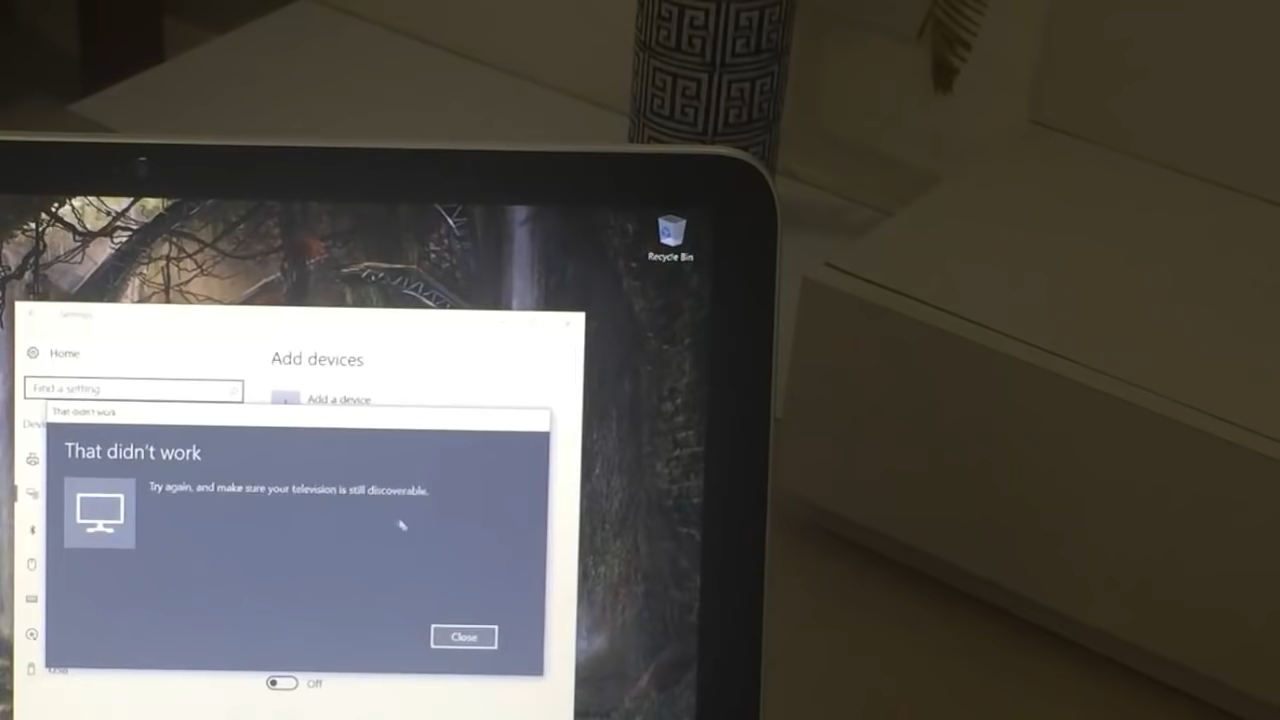 Recycle Bin
Settings
Home
Add devices
Find a setting
Add a device
That didn't work
That didn't work
Try again, and make sure your television is still discoverable.
Close
Off